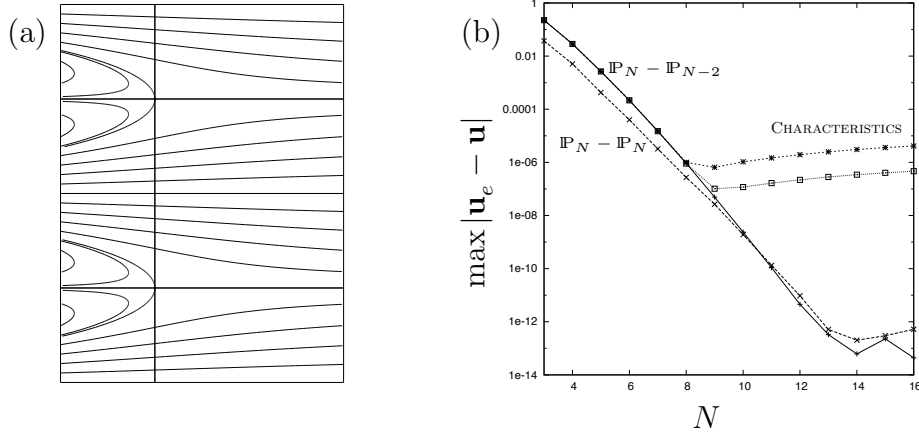 (a)
(b)
max |𝐮ₑ − 𝐮|
1
0.01
0.0001
1e-06
1e-08
1e-10
1e-12
1e-14
ℙ_N − ℙ_{N−2}
ℙ_N − ℙ_N
CHARACTERISTICS
4 6 8 10 12 14 16
N